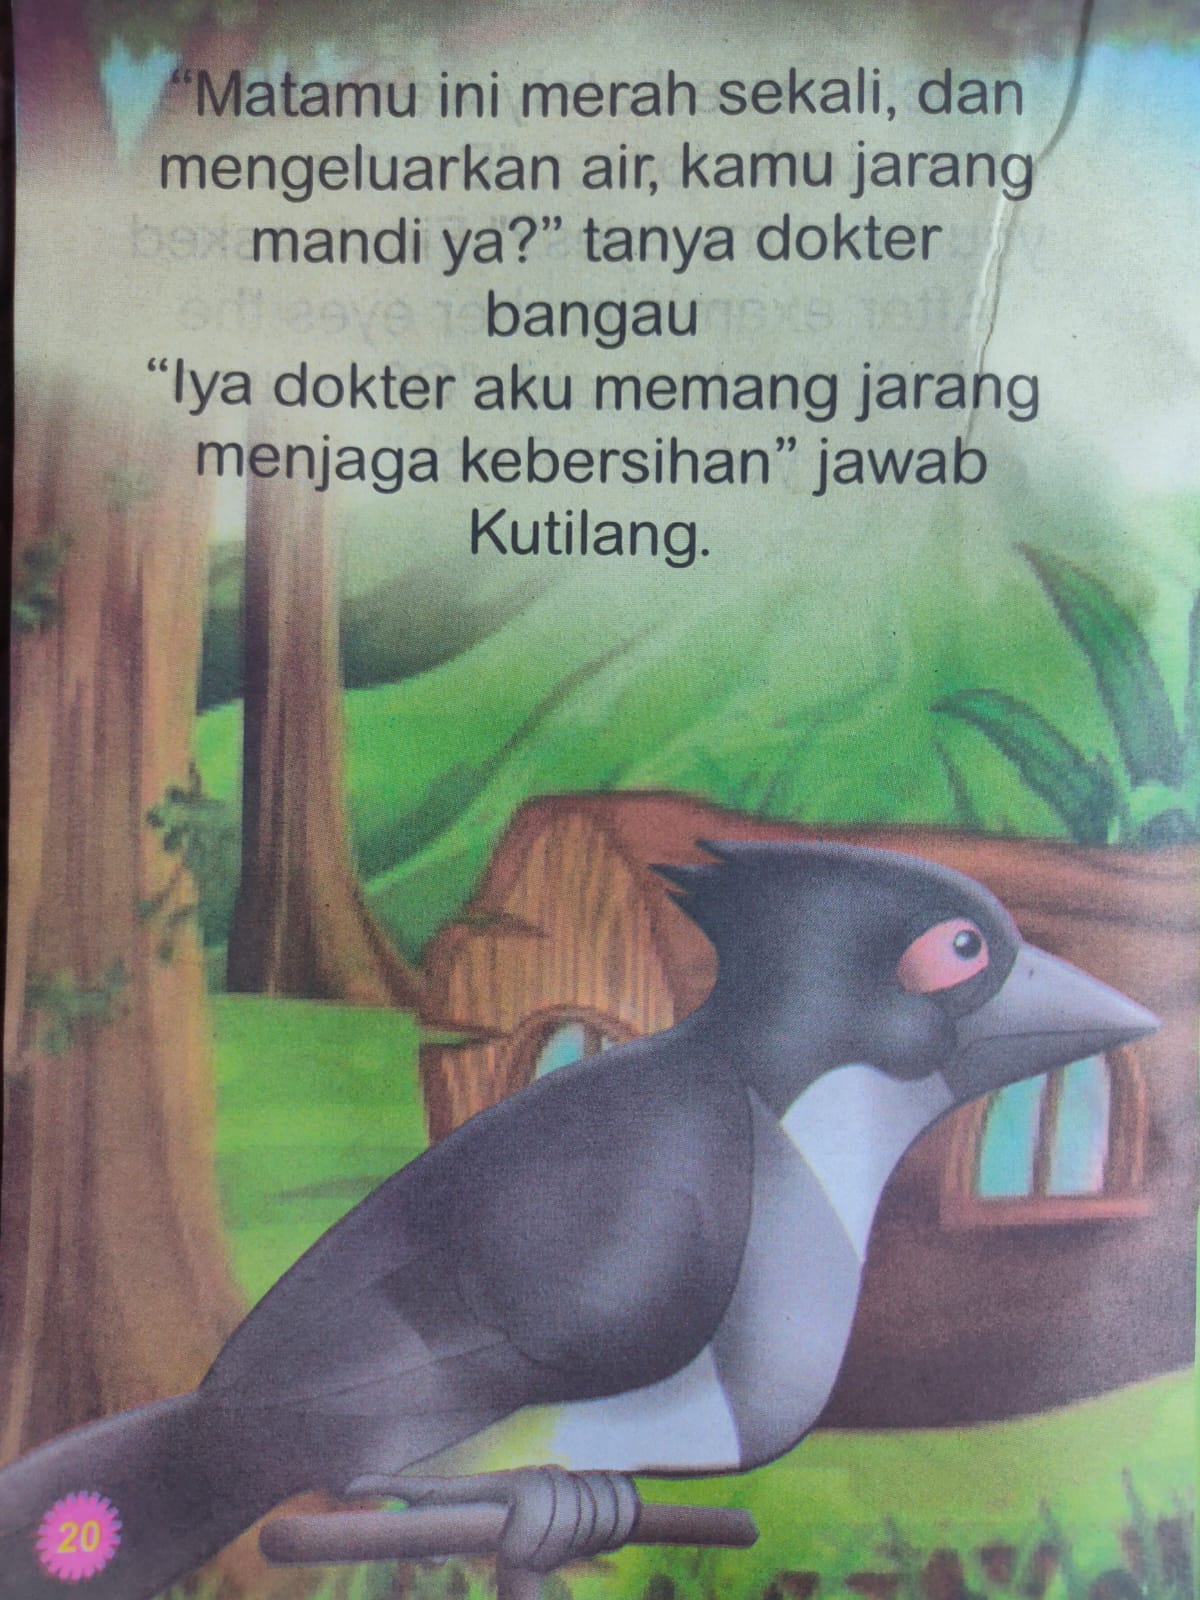 “Matamu ini merah sekali, dan
mengeluarkan air, kamu jarang
mandi ya?” tanya dokter
bangau
“Iya dokter aku memang jarang
menjaga kebersihan” jawab
Kutilang.
20